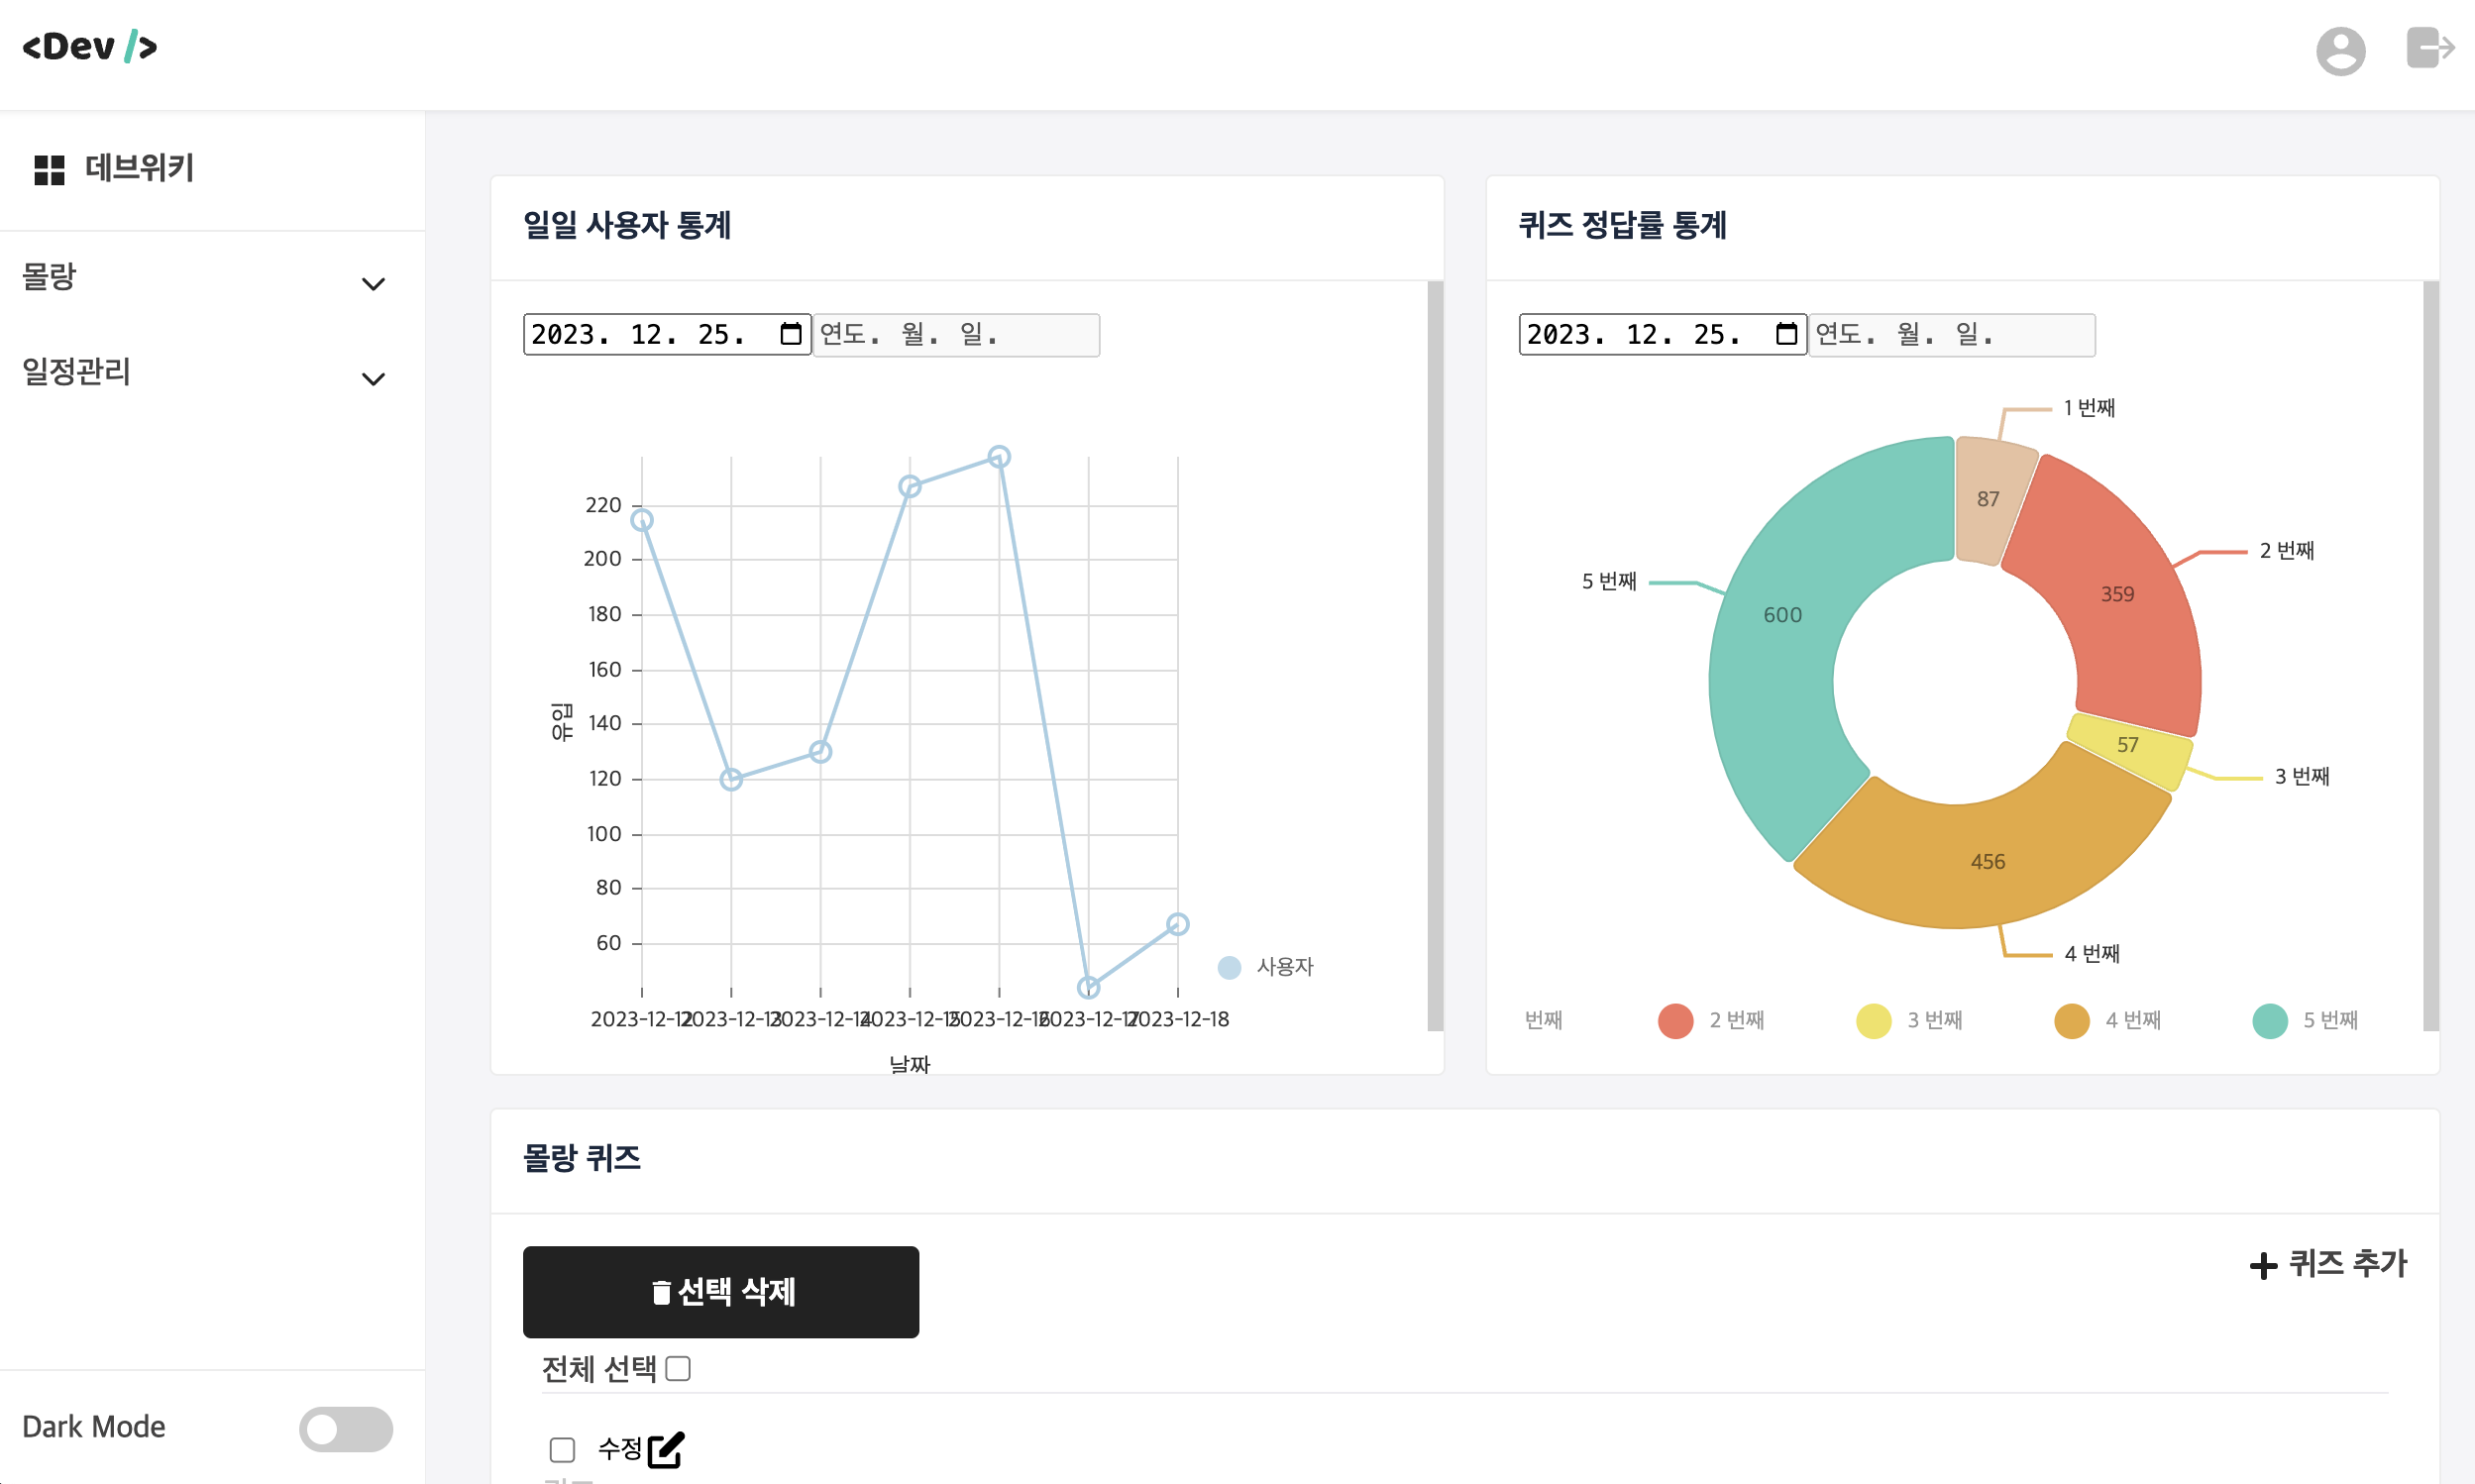 <Dev />
데브위키
몰랑
일정관리
Dark Mode
일일 사용자 통계
2023. 12. 25. 연도. 월. 일.
220
200
180
160
140
120
100
80
60
유입
2023-12-12 2023-12-13 2023-12-14 2023-12-15 2023-12-16 2023-12-17 2023-12-18
날짜
사용자
퀴즈 정답률 통계
2023. 12. 25. 연도. 월. 일.
1 번째
87
2 번째
359
5 번째
600
57
3 번째
456
4 번째
번째 2 번째 3 번째 4 번째 5 번째
몰랑 퀴즈
선택 삭제
퀴즈 추가
전체 선택
수정